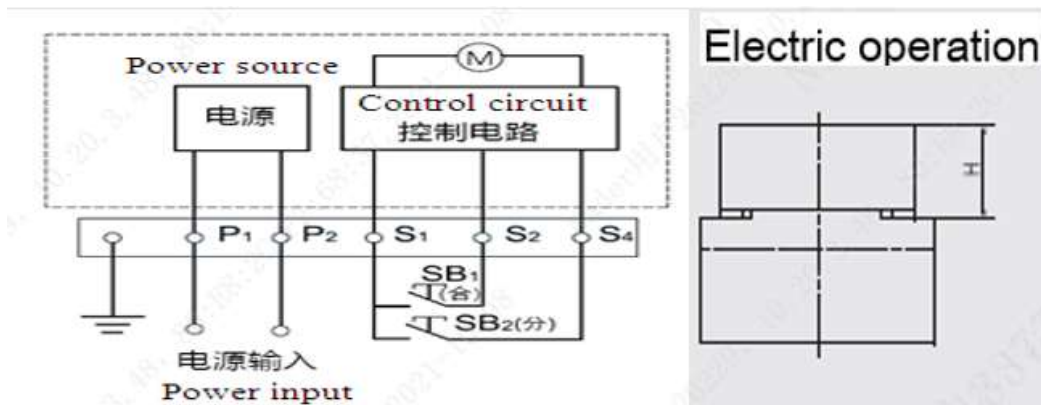 Power source
电源
M
Control circuit
控制电路
P1
P2
S1
S2
S4
SB1
(合)
SB2(分)
电源输入
Power input
Electric operation
H